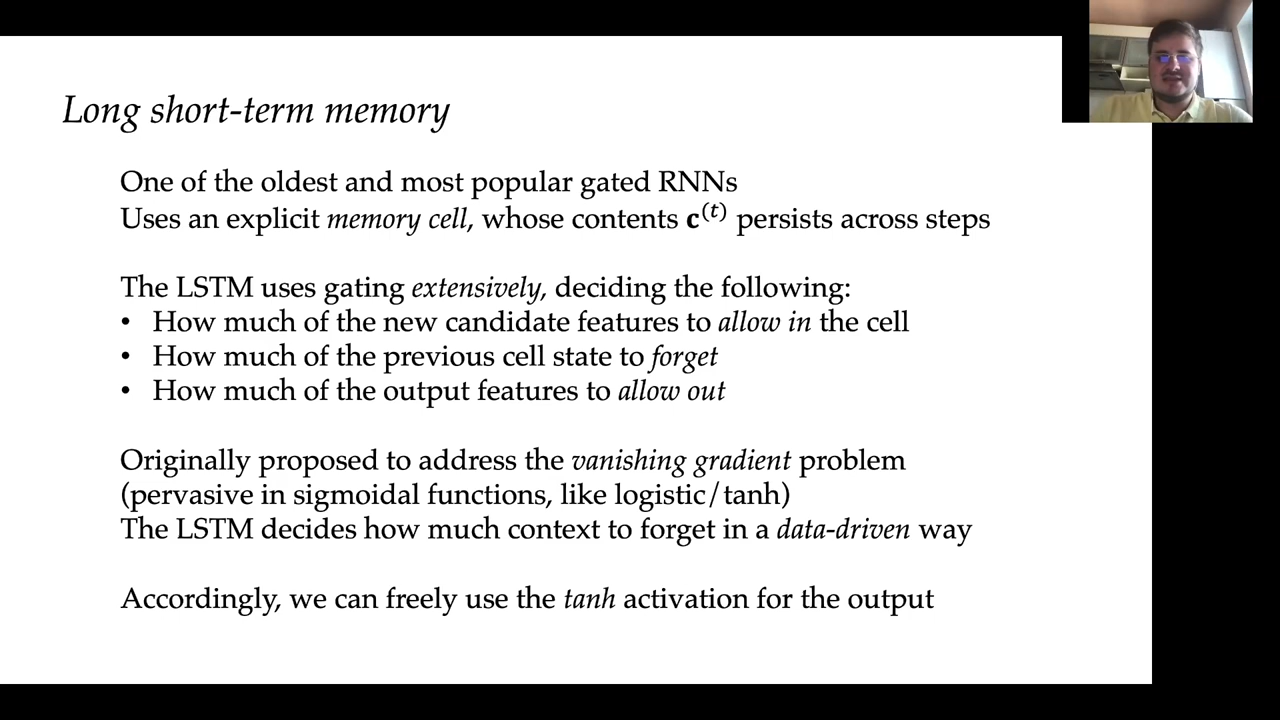 Long short-term memory
One of the oldest and most popular gated RNNs
Uses an explicit memory cell, whose contents c^(t) persists across steps
The LSTM uses gating extensively, deciding the following:
• How much of the new candidate features to allow in the cell
• How much of the previous cell state to forget
• How much of the output features to allow out
Originally proposed to address the vanishing gradient problem
(pervasive in sigmoidal functions, like logistic/tanh)
The LSTM decides how much context to forget in a data-driven way
Accordingly, we can freely use the tanh activation for the output